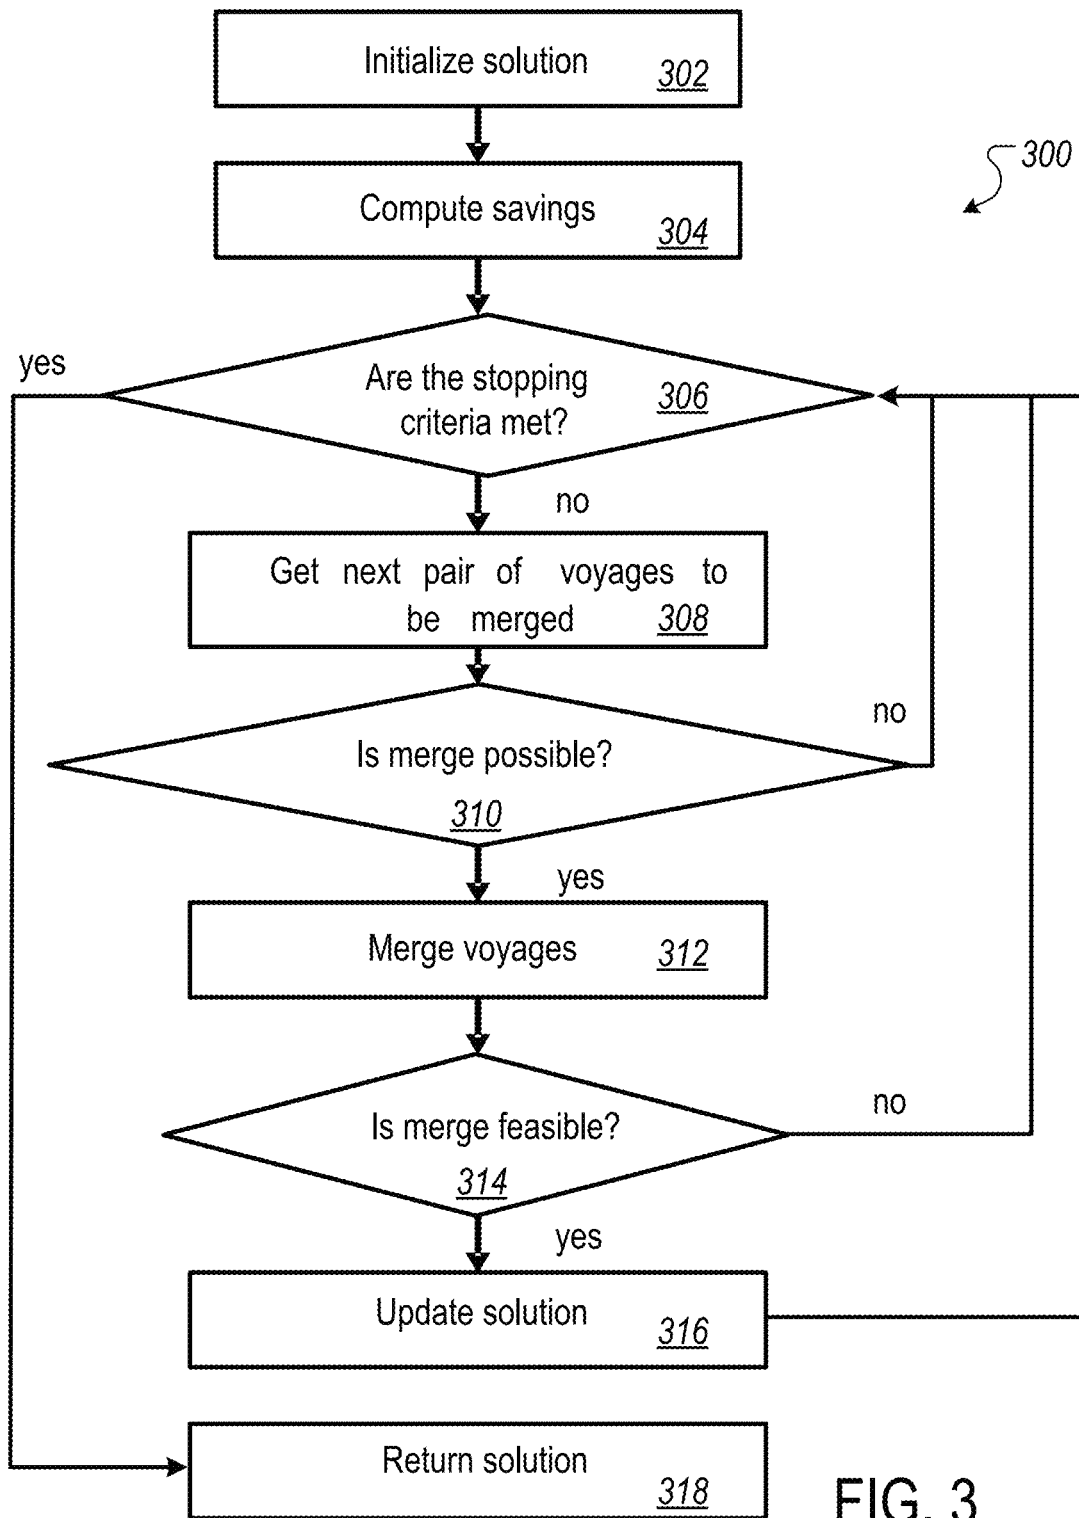 Initialize solution
302
300
Compute savings
304
yes
Are the stopping
306
criteria met?
no
Get next pair of voyages to
be merged 308
no
Is merge possible?
310
yes
Merge voyages 312
no
Is merge feasible?
314
yes
Update solution
316
Return solution
318
FIG. 3